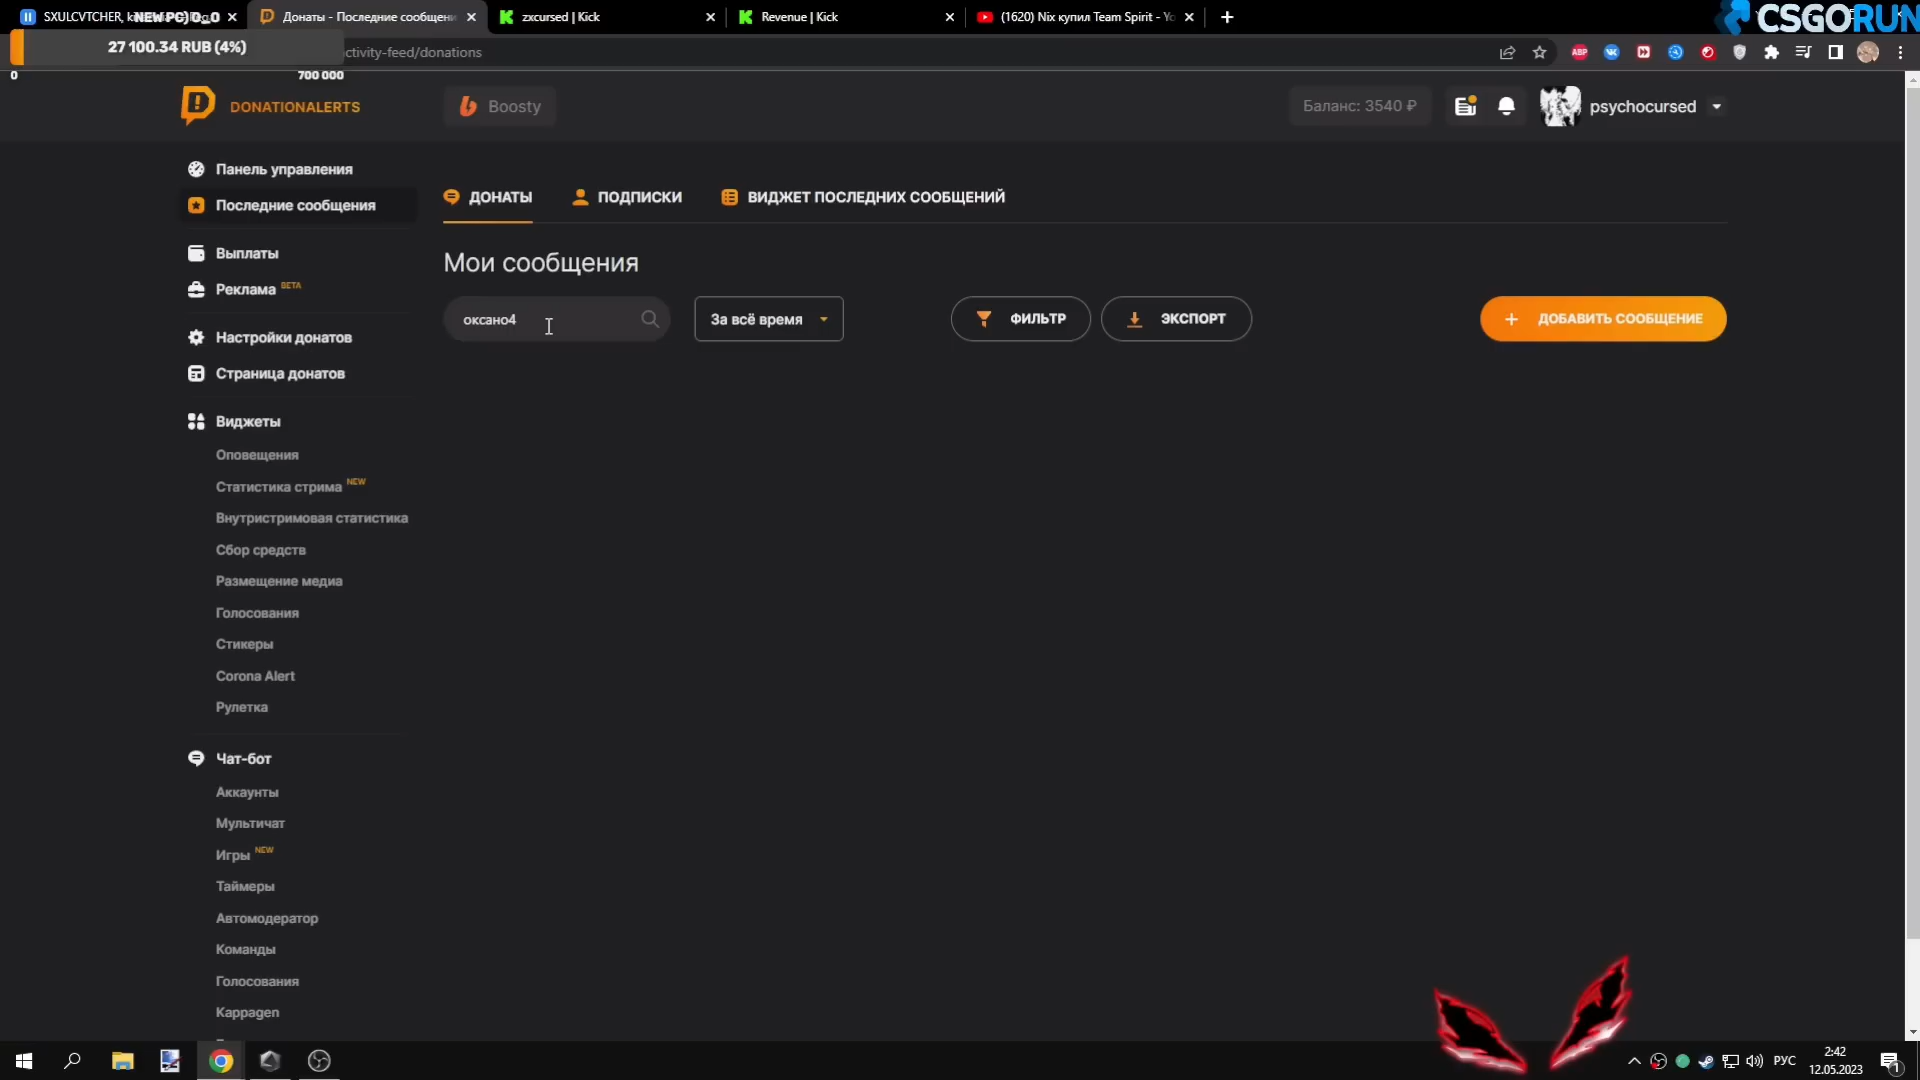 SXULCVTCHER,
NEW PC) O_O
Донаты - Последние сообщен
zxcursed | Kick
Revenue | Kick
(1620) Nix купил Team Spirit - Yo
CSGORUN
27 100.34 RUB (4%)
ctivity-feed/donations
ABP
0
700 000
DONATIONALERTS
Boosty
Баланс: 3540 ₽
psychocursed
Панель управления
Последние сообщения
ДОНАТЫ
ПОДПИСКИ
ВИДЖЕТ ПОСЛЕДНИХ СООБЩЕНИЙ
Выплаты
Реклама BETA
Мои сообщения
оксано4
За всё время
ФИЛЬТР
ЭКСПОРТ
+ ДОБАВИТЬ СООБЩЕНИЕ
Настройки донатов
Страница донатов
Виджеты
Оповещения
Статистика стрима NEW
Внутристримовая статистика
Сбор средств
Размещение медиа
Голосования
Стикеры
Corona Alert
Рулетка
Чат-бот
Аккаунты
Мультичат
Игры NEW
Таймеры
Автомодератор
Команды
Голосования
Kappagen
РУС
2:42
12.05.2023
1